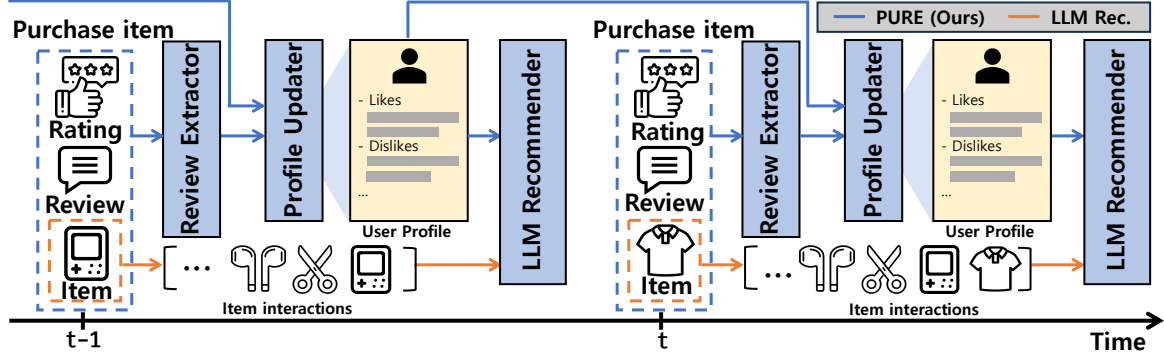 PURE (Ours)
LLM Rec.
Purchase item
Rating
Review
Item
Review Extractor
Profile Updater
- Likes
- Dislikes
...
User Profile
LLM Recommender
...
Item interactions
Purchase item
Rating
Review
Item
Review Extractor
Profile Updater
- Likes
- Dislikes
...
User Profile
LLM Recommender
...
Item interactions
t-1
t
Time